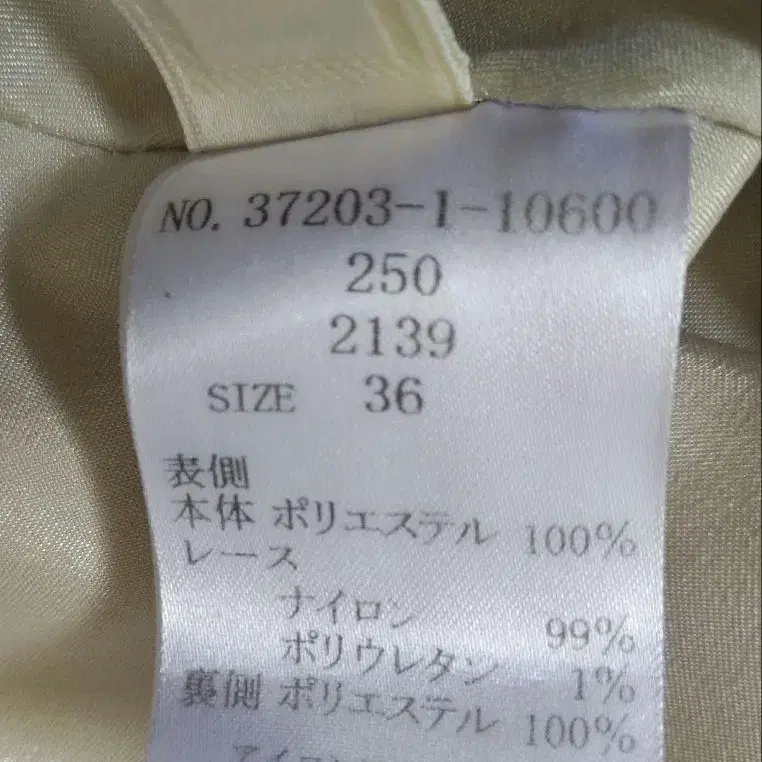 NO. 37203-1-10600
250
2139
SIZE 36
表側
本体 ポリエステル 100%
レース
ナイロン 99%
ポリウレタン 1%
裏側 ポリエステル 100%